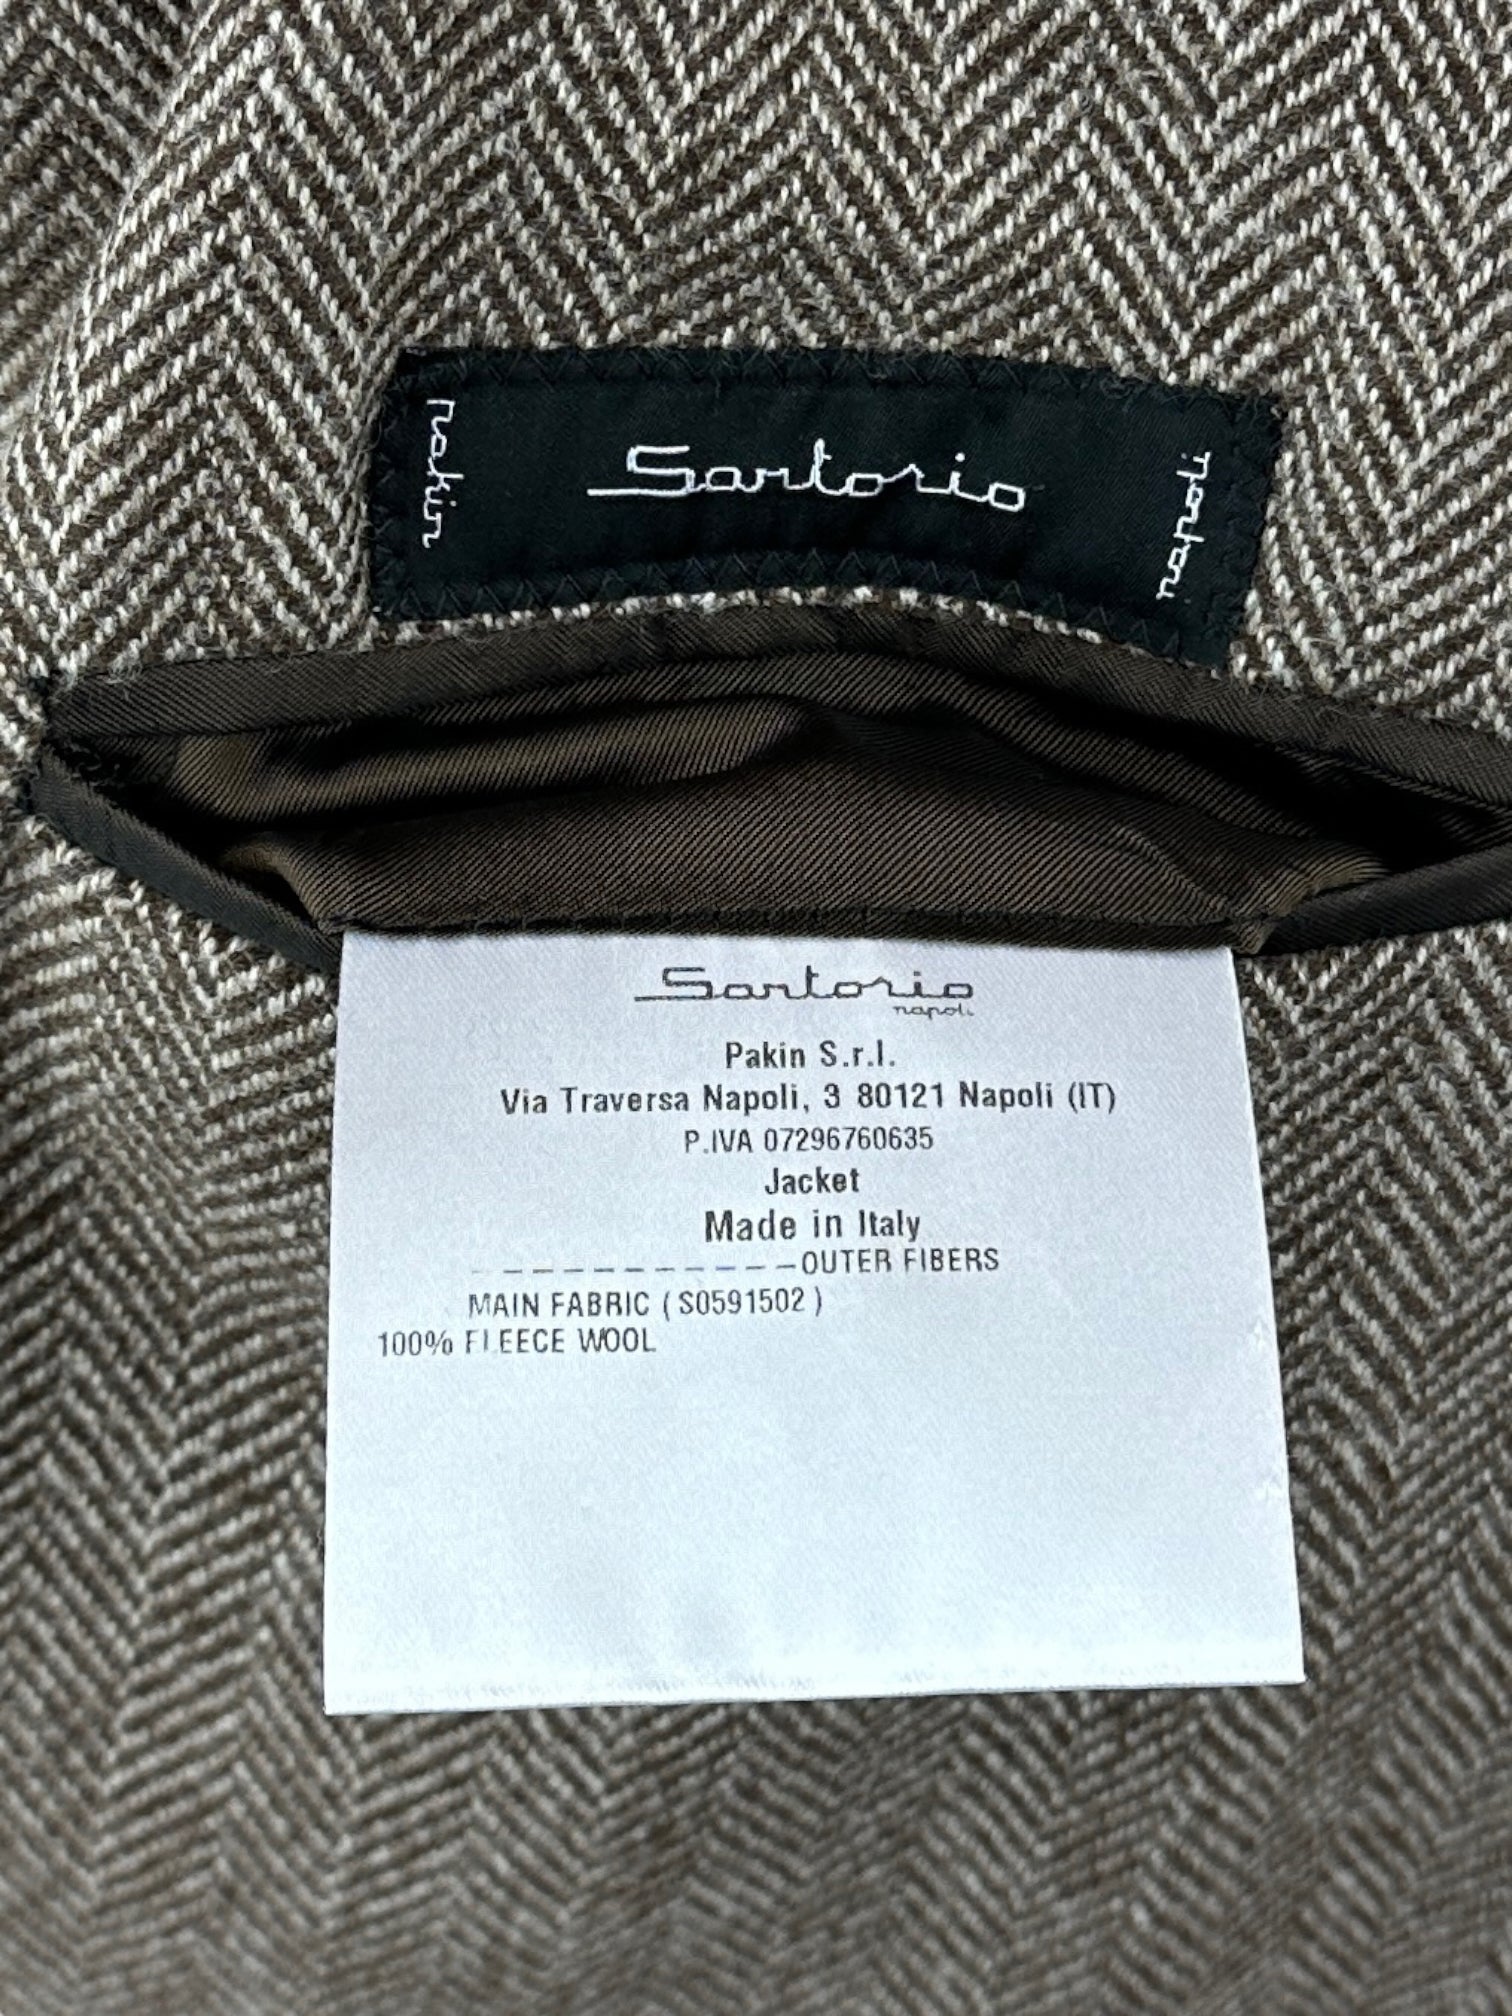 nakin
Sartorio
napoli
Sartorio
napoli
Pakin S.r.l.
Via Traversa Napoli, 3 80121 Napoli (IT)
P.IVA 07296760635
Jacket
Made in Italy
- - - - - - - - - - -OUTER FIBERS
MAIN FABRIC ( S0591502 )
100% FLEECE WOOL